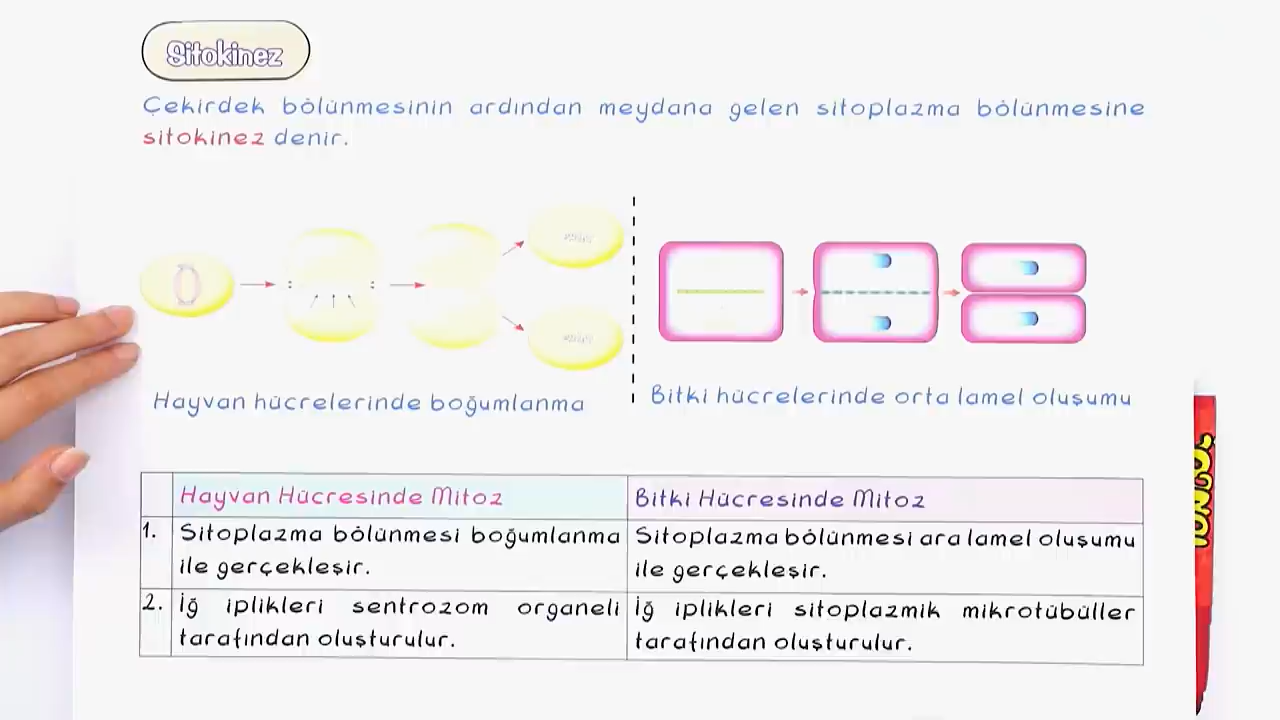 Sitokinez
Çekirdek bölünmesinin ardından meydana gelen sitoplazma bölünmesine
sitokinez denir.
Hayvan hücrelerinde boğumlanma
Bitki hücrelerinde orta lamel oluşumu
Hayvan Hücresinde Mitoz
Bitki Hücresinde Mitoz
1.
Sitoplazma bölünmesi boğumlanma
ile gerçekleşir.
Sitoplazma bölünmesi ara lamel oluşumu
ile gerçekleşir.
2.
İğ iplikleri sentrozom organeli
tarafından oluşturulur.
İğ iplikleri sitoplazmik mikrotübüller
tarafından oluşturulur.